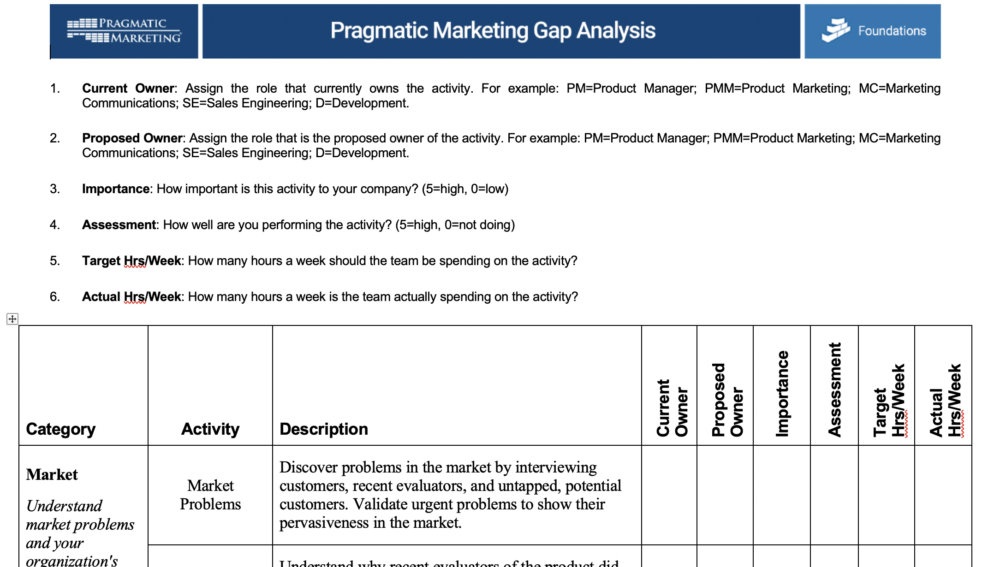 PRAGMATIC
MARKETING®
Pragmatic Marketing Gap Analysis
Foundations
1. Current Owner: Assign the role that currently owns the activity. For example: PM=Product Manager; PMM=Product Marketing; MC=Marketing
Communications; SE=Sales Engineering; D=Development.
2. Proposed Owner: Assign the role that is the proposed owner of the activity. For example: PM=Product Manager; PMM=Product Marketing; MC=Marketing
Communications; SE=Sales Engineering; D=Development.
3. Importance: How important is this activity to your company? (5=high, 0=low)
4. Assessment: How well are you performing the activity? (5=high, 0=not doing)
5. Target Hrs/Week: How many hours a week should the team be spending on the activity?
6. Actual Hrs/Week: How many hours a week is the team actually spending on the activity?
Category
Activity
Description
Current
Owner
Proposed
Owner
Importance
Assessment
Target
Hrs/Week
Actual
Hrs/Week
Market
Understand
market problems
and your
organization's
Market
Problems
Discover problems in the market by interviewing
customers, recent evaluators, and untapped, potential
customers. Validate urgent problems to show their
pervasiveness in the market.
Understand why recent evaluators of the product did